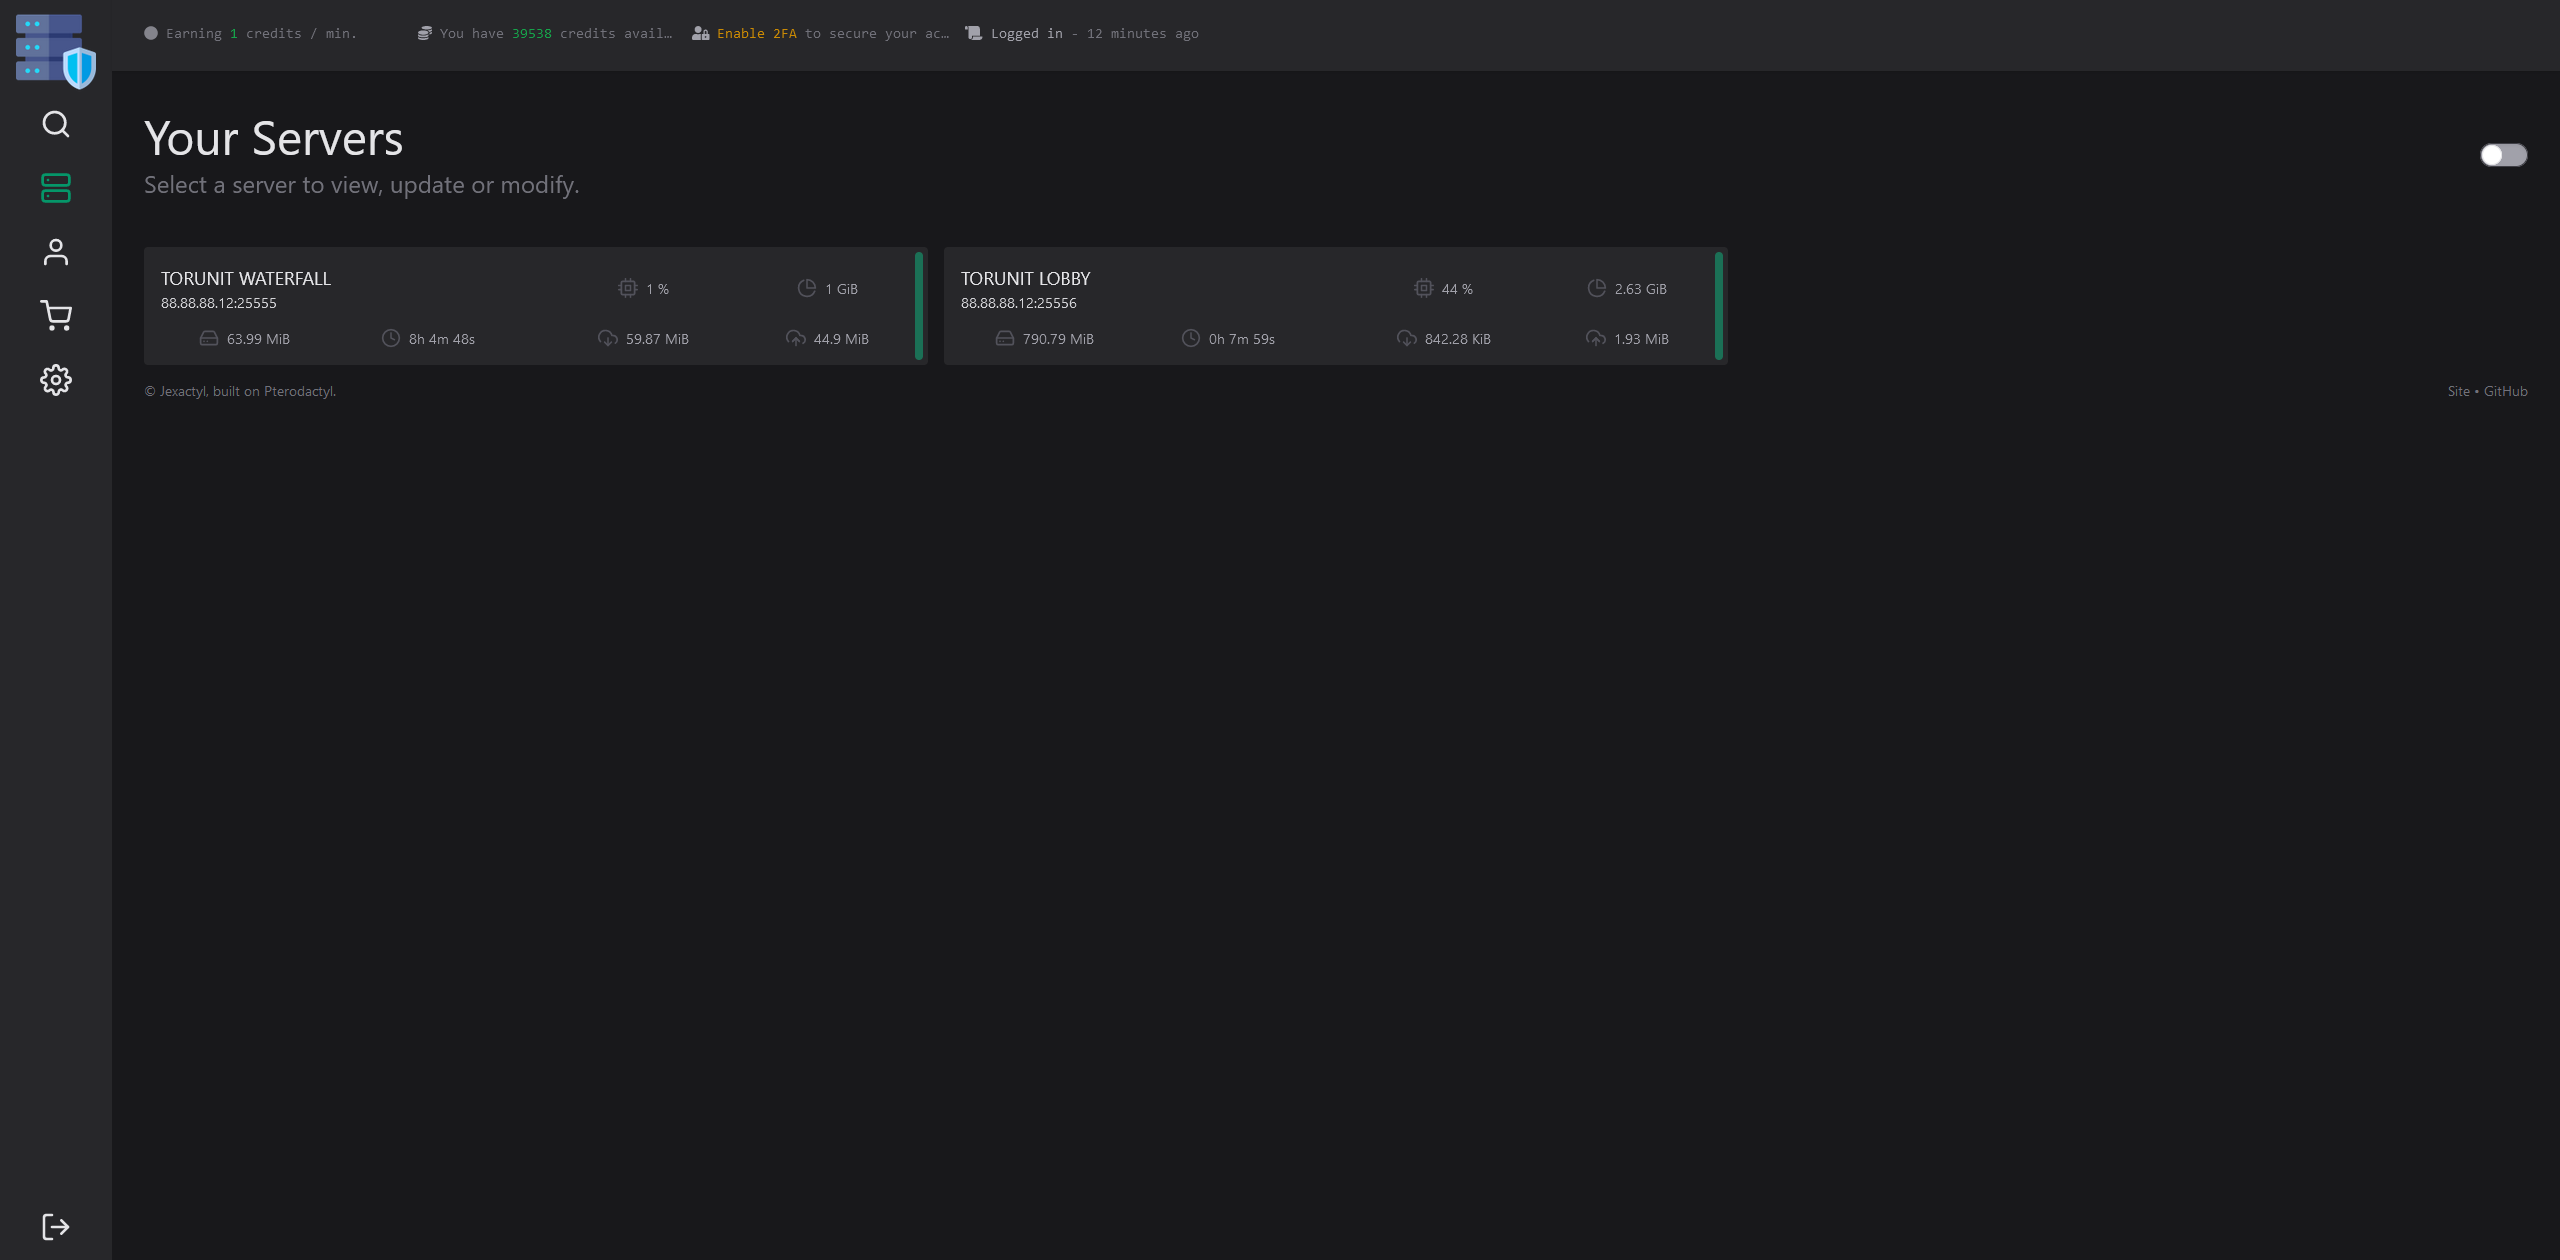 Earning 1 credits / min.
You have 39538 credits avail…
Enable 2FA to secure your ac…
Logged in - 12 minutes ago
Your Servers
Select a server to view, update or modify.
TORUNIT WATERFALL
88.88.88.12:25555
1 %
1 GiB
63.99 MiB
8h 4m 48s
59.87 MiB
44.9 MiB
TORUNIT LOBBY
88.88.88.12:25556
44 %
2.63 GiB
790.79 MiB
0h 7m 59s
842.28 KiB
1.93 MiB
© Jexactyl, built on Pterodactyl.
Site • GitHub